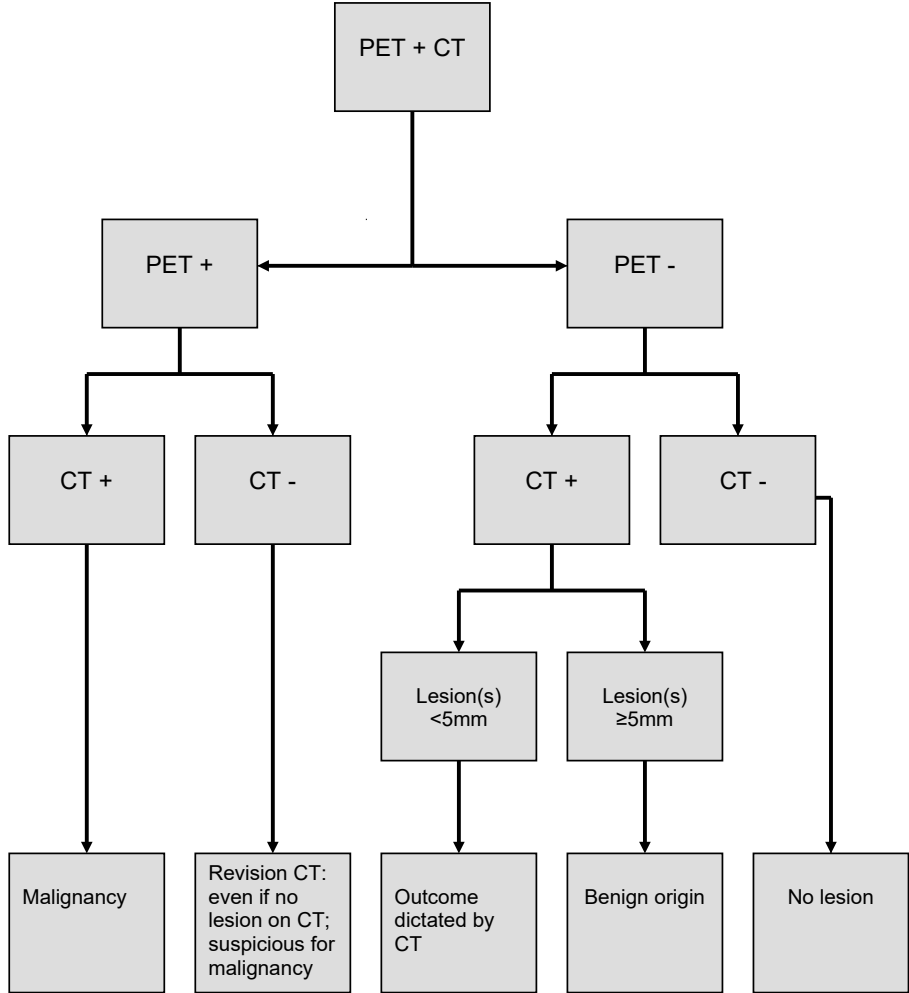 PET + CT
PET +
PET -
CT +
CT -
CT +
CT -
Lesion(s)
<5mm
Lesion(s)
≥5mm
Malignancy
Revision CT:
even if no
lesion on CT;
suspicious for
malignancy
Outcome
dictated by
CT
Benign origin
No lesion